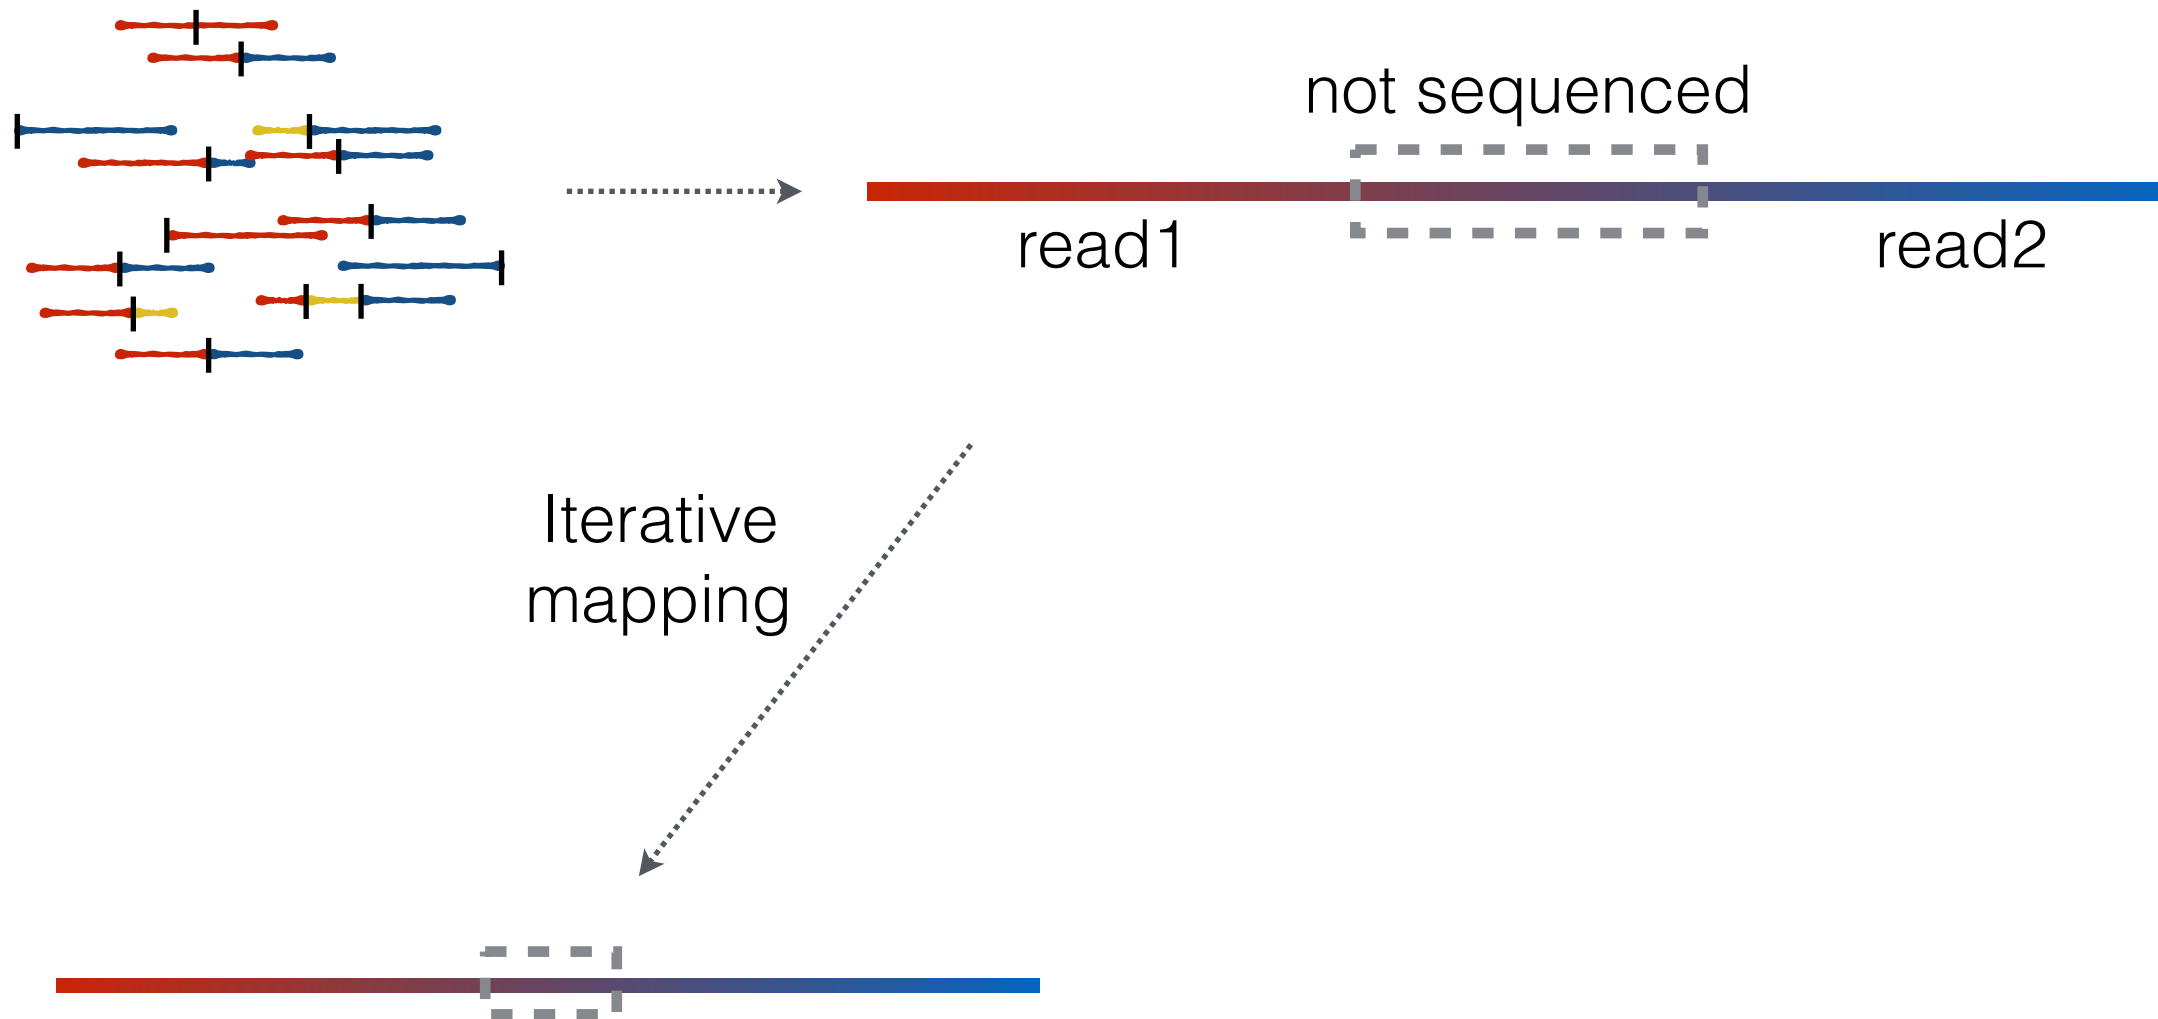 not sequenced
read1
read2
Iterative
mapping